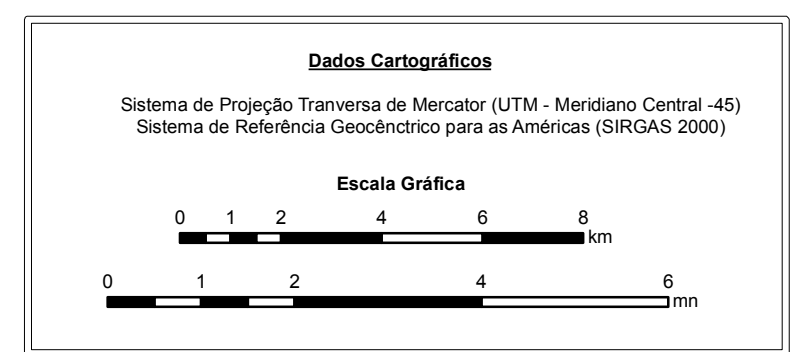 Dados Cartográficos
Sistema de Projeção Tranversa de Mercator (UTM - Meridiano Central -45)
Sistema de Referência Geocênctrico para as Américas (SIRGAS 2000)
Escala Gráfica
0 1 2 4 6 8
km
0 1 2 4 6
mn